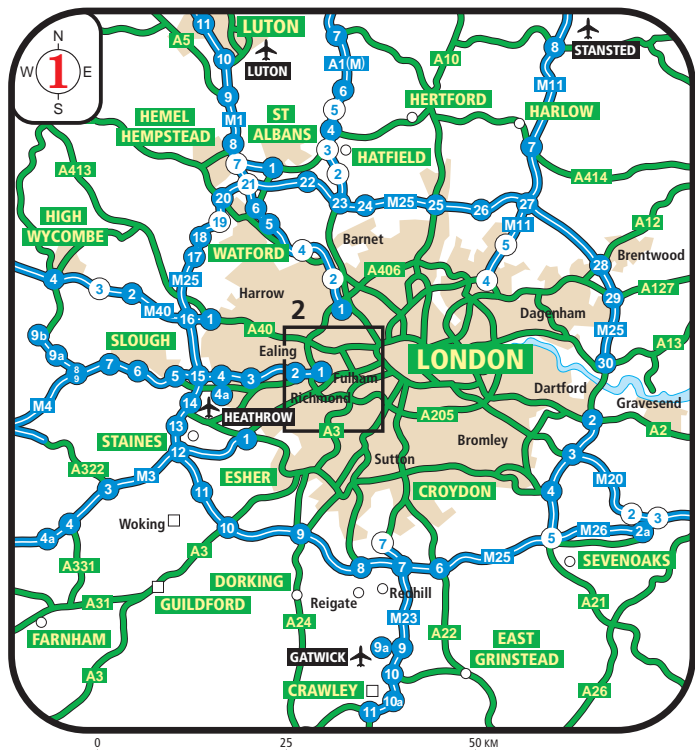 N
W 1 E
S
11
LUTON
7
A10
8
STANSTED
A5
10
LUTON
A1(M)
M11
9
6
HERTFORD
HEMEL
HEMPSTEAD
M1
ST
ALBANS
5
4
HARLOW
8
3
HATFIELD
7
A413
7
1
2
A414
21
22
20
23
24
M25
25
26
27
HIGH
WYCOMBE
19
6
5
M11
A12
18
WATFORD
4
Barnet
5
Brentwood
17
28
4
3
2
M25
2
A406
4
29
A127
Harrow
Dagenham
M40
16
1
1
2
M25
9b
A40
A13
9a
SLOUGH
Ealing
LONDON
30
8
9
7
6
5
15
4
3
2
1
Fulham
Dartford
4a
Richmond
Gravesend
M4
14
HEATHROW
A205
2
13
A3
A2
STAINES
1
Bromley
12
Sutton
3
A322
M3
ESHER
M20
3
11
CROYDON
4
2
3
4
Woking
10
9
7
5
M26
2a
4a
A3
M25
8
7
6
SEVENOAKS
A331
DORKING
A31
GUILDFORD
Reigate
Redhill
A21
A24
M23
FARNHAM
A22
EAST
GRINSTEAD
9a
9
GATWICK
A3
10
CRAWLEY
A26
10a
11
0
25
50 KM